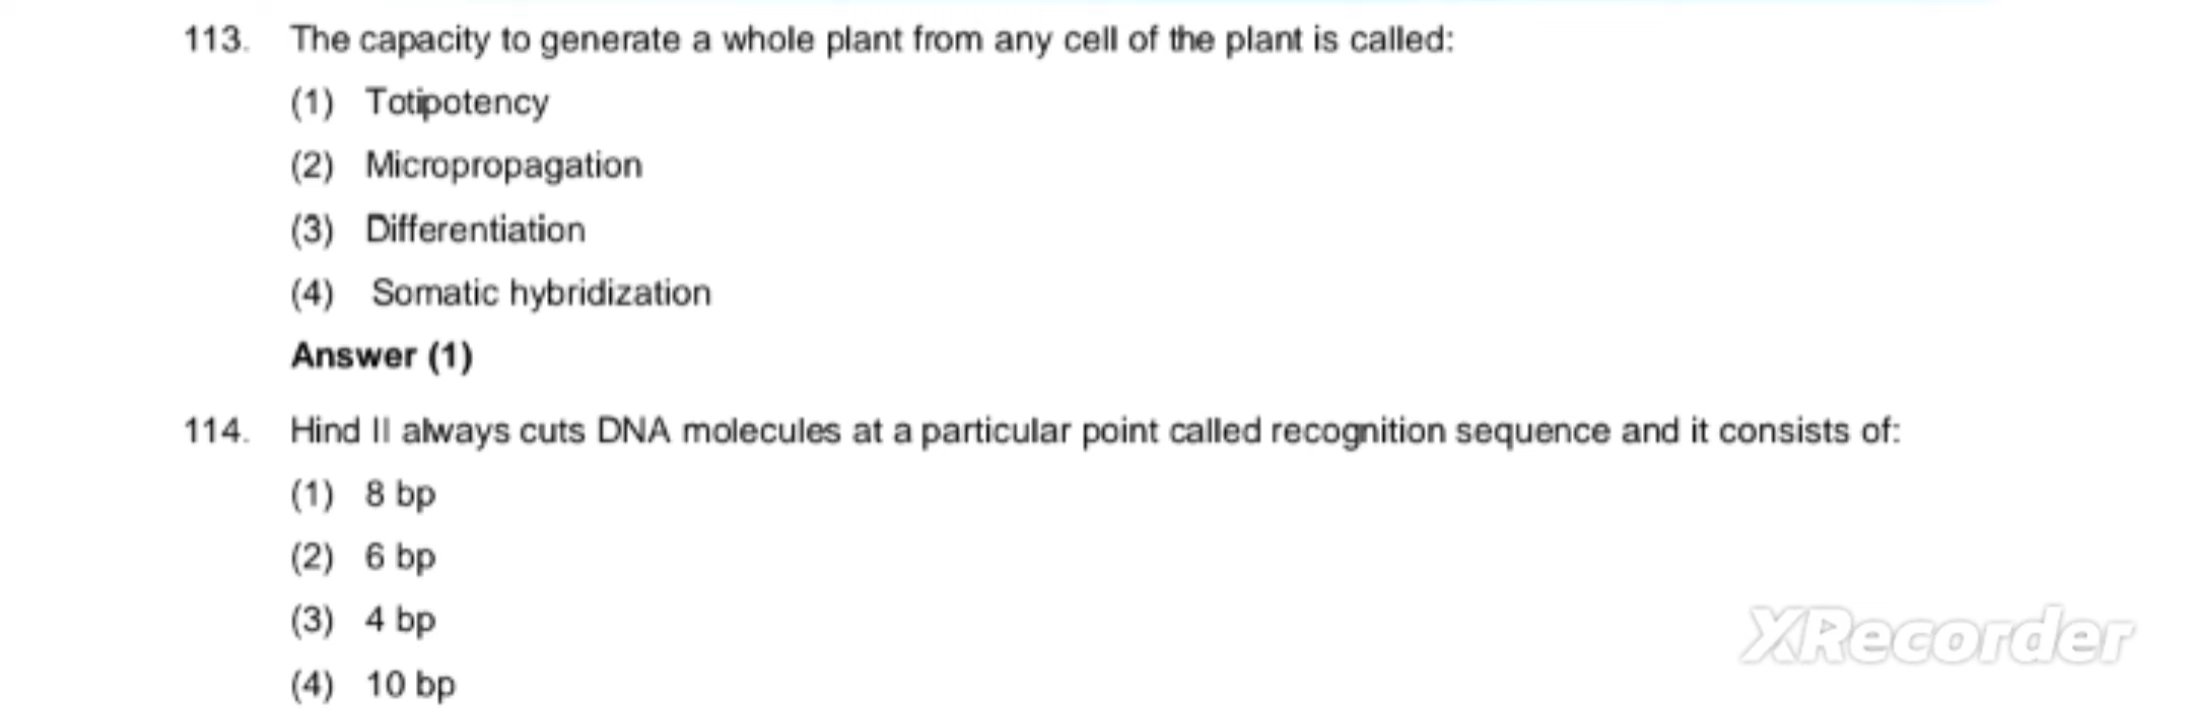 113. The capacity to generate a whole plant from any cell of the plant is called:
(1) Totipotency
(2) Micropropagation
(3) Differentiation
(4) Somatic hybridization
Answer (1)
114. Hind II always cuts DNA molecules at a particular point called recognition sequence and it consists of:
(1) 8 bp
(2) 6 bp
(3) 4 bp
(4) 10 bp
XRecorder